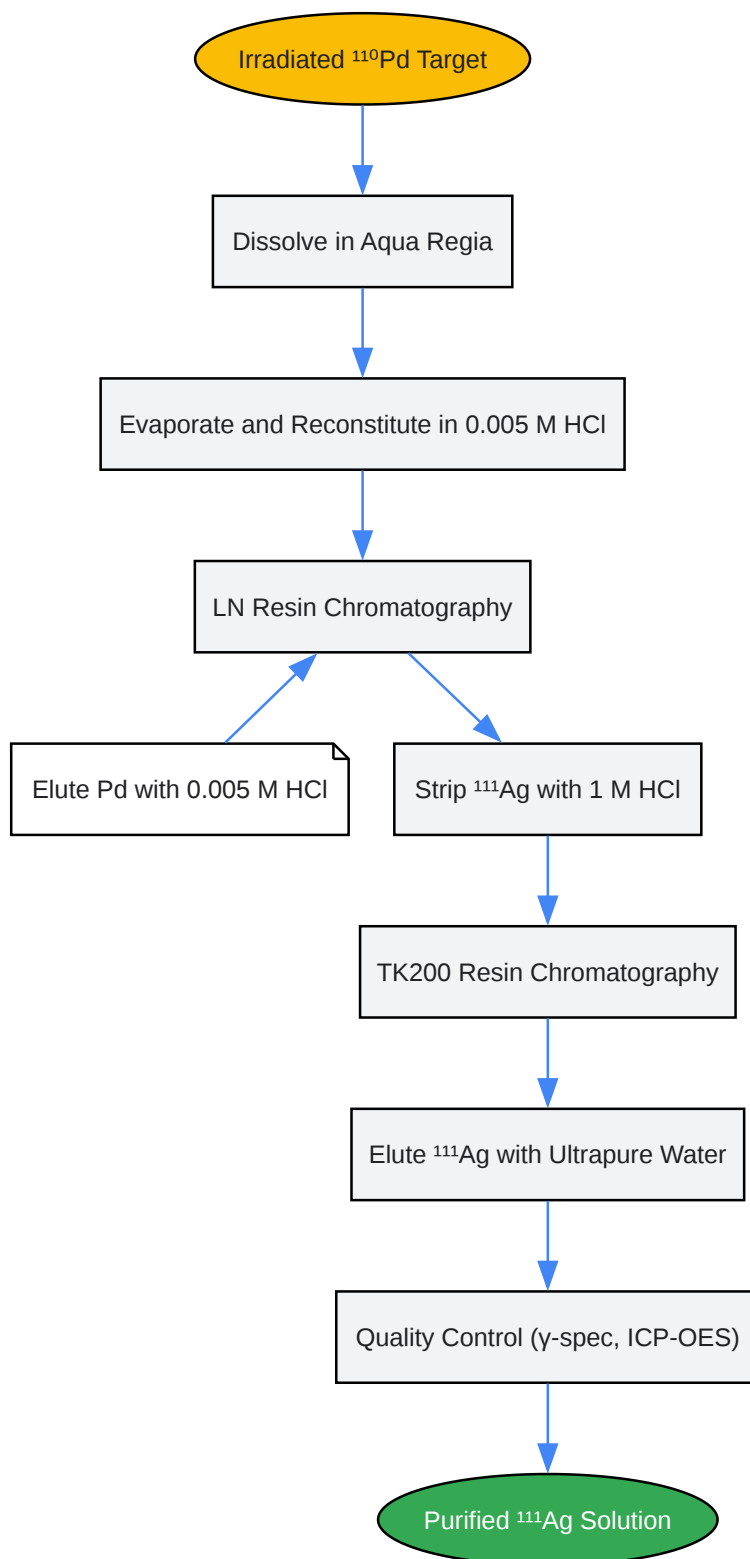 Irradiated ¹¹⁰Pd Target
Dissolve in Aqua Regia
Evaporate and Reconstitute in 0.005 M HCl
LN Resin Chromatography
Elute Pd with 0.005 M HCl
Strip ¹¹¹Ag with 1 M HCl
TK200 Resin Chromatography
Elute ¹¹¹Ag with Ultrapure Water
Quality Control (γ-spec, ICP-OES)
Purified ¹¹¹Ag Solution